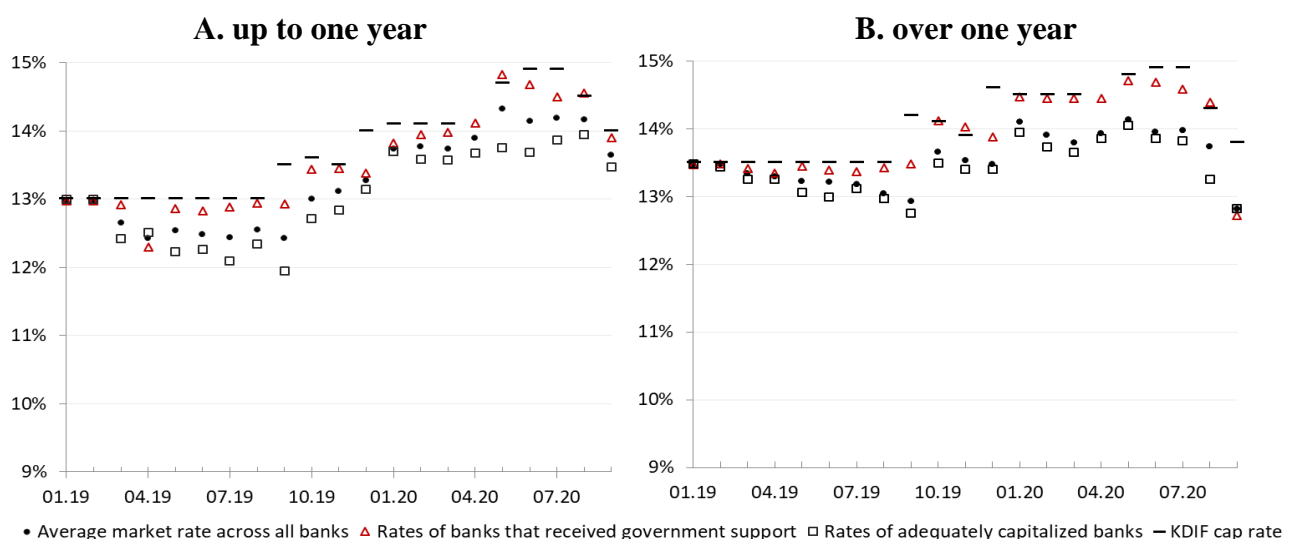 A. up to one year
15%
14%
13%
12%
11%
10%
9%
01.19 04.19 07.19 10.19 01.20 04.20 07.20
B. over one year
15%
14%
13%
12%
11%
10%
9%
01.19 04.19 07.19 10.19 01.20 04.20 07.20
Average market rate across all banks Rates of banks that received government support Rates of adequately capitalized banks KDIF cap rate